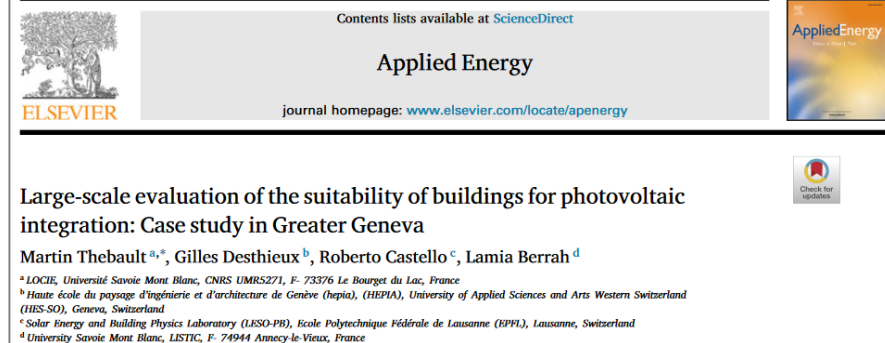 Contents lists available at ScienceDirect
Applied Energy
journal homepage: www.elsevier.com/locate/apenergy
ELSEVIER
AppliedEnergy
Check for
updates
Large-scale evaluation of the suitability of buildings for photovoltaic
integration: Case study in Greater Geneva
Martin Thebault a,*, Gilles Desthieux b, Roberto Castello c, Lamia Berrah d
a LOCIE, Université Savoie Mont Blanc, CNRS UMR5271, F- 73376 Le Bourget du Lac, France
b Haute école du paysage d'ingénierie et d'architecture de Genève (hepia), (HEPIA), University of Applied Sciences and Arts Western Switzerland
(HES-SO), Geneva, Switzerland
c Solar Energy and Building Physics Laboratory (LESO-PB), Ecole Polytechnique Fédérale de Lausanne (EPFL), Lausanne, Switzerland
d University Savoie Mont Blanc, LISTIC, F- 74944 Annecy-le-Vieux, France